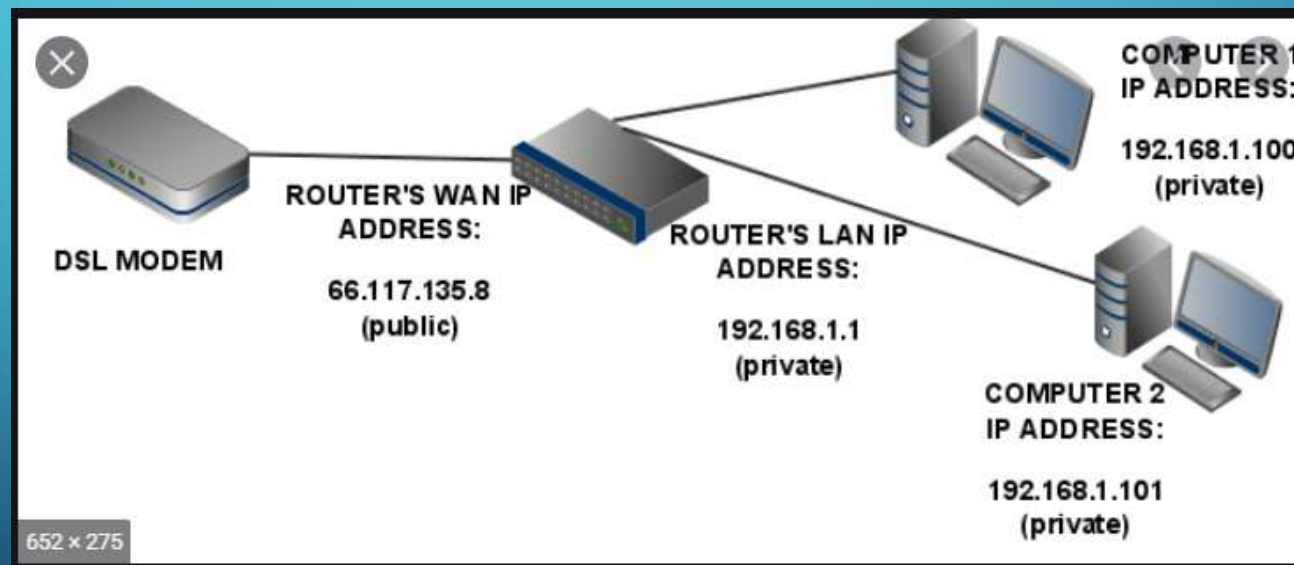 DSL MODEM
ROUTER'S WAN IP
ADDRESS:
66.117.135.8
(public)
ROUTER'S LAN IP
ADDRESS:
192.168.1.1
(private)
COMPUTER 1
IP ADDRESS:
192.168.1.100
(private)
COMPUTER 2
IP ADDRESS:
192.168.1.101
(private)
652 × 275